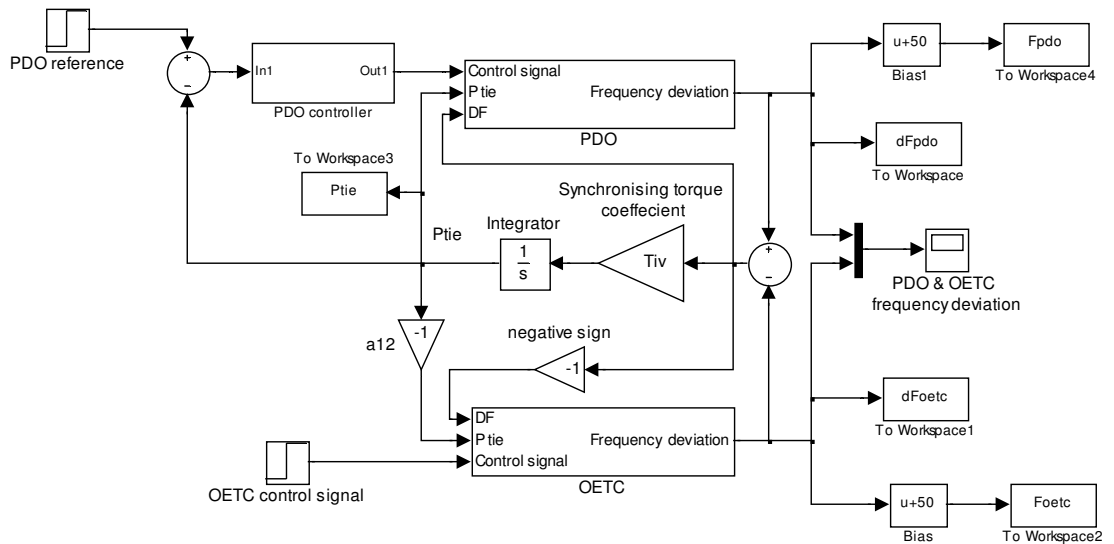 PDO reference
+
−
In1
Out1
PDO controller
Control signal
Ptie
DF
Frequency deviation
PDO
u+50
Bias1
Fpdo
To Workspace4
dFpdo
To Workspace
To Workspace3
Ptie
Ptie
Integrator
1
s
Synchronising torque
coeffecient
Tiv
+
−
PDO & OETC
frequency deviation
-1
a12
negative sign
-1
DF
Ptie
Control signal
Frequency deviation
OETC
OETC control signal
dFoetc
To Workspace1
u+50
Bias
Foetc
To Workspace2